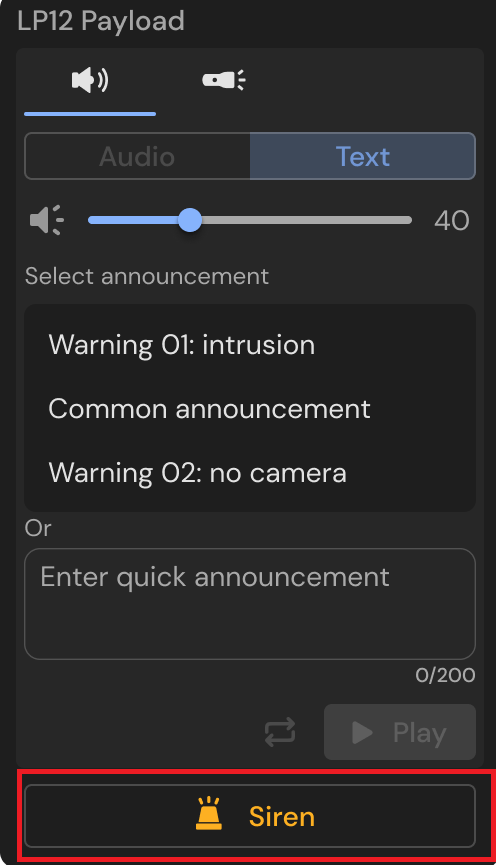 LP12 Payload
Audio Text
40
Select announcement
Warning 01: intrusion
Common announcement
Warning 02: no camera
Or
Enter quick announcement
0/200
Play
Siren